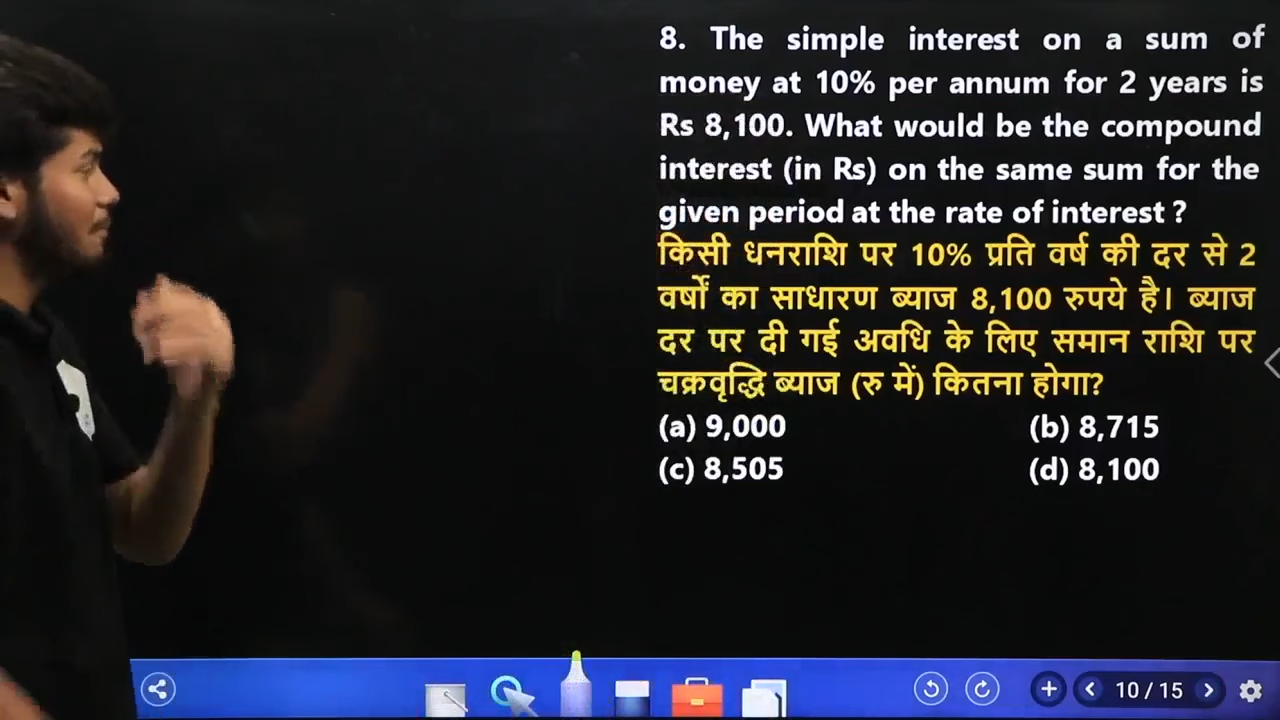 8. The simple interest on a sum of
money at 10% per annum for 2 years is
Rs 8,100. What would be the compound
interest (in Rs) on the same sum for the
given period at the rate of interest ?
किसी धनराशि पर 10% प्रति वर्ष की दर से 2
वर्षों का साधारण ब्याज 8,100 रुपये है। ब्याज
दर पर दी गई अवधि के लिए समान राशि पर
चक्रवृद्धि ब्याज (रु में) कितना होगा?
(a) 9,000 (b) 8,715
(c) 8,505 (d) 8,100
10 / 15